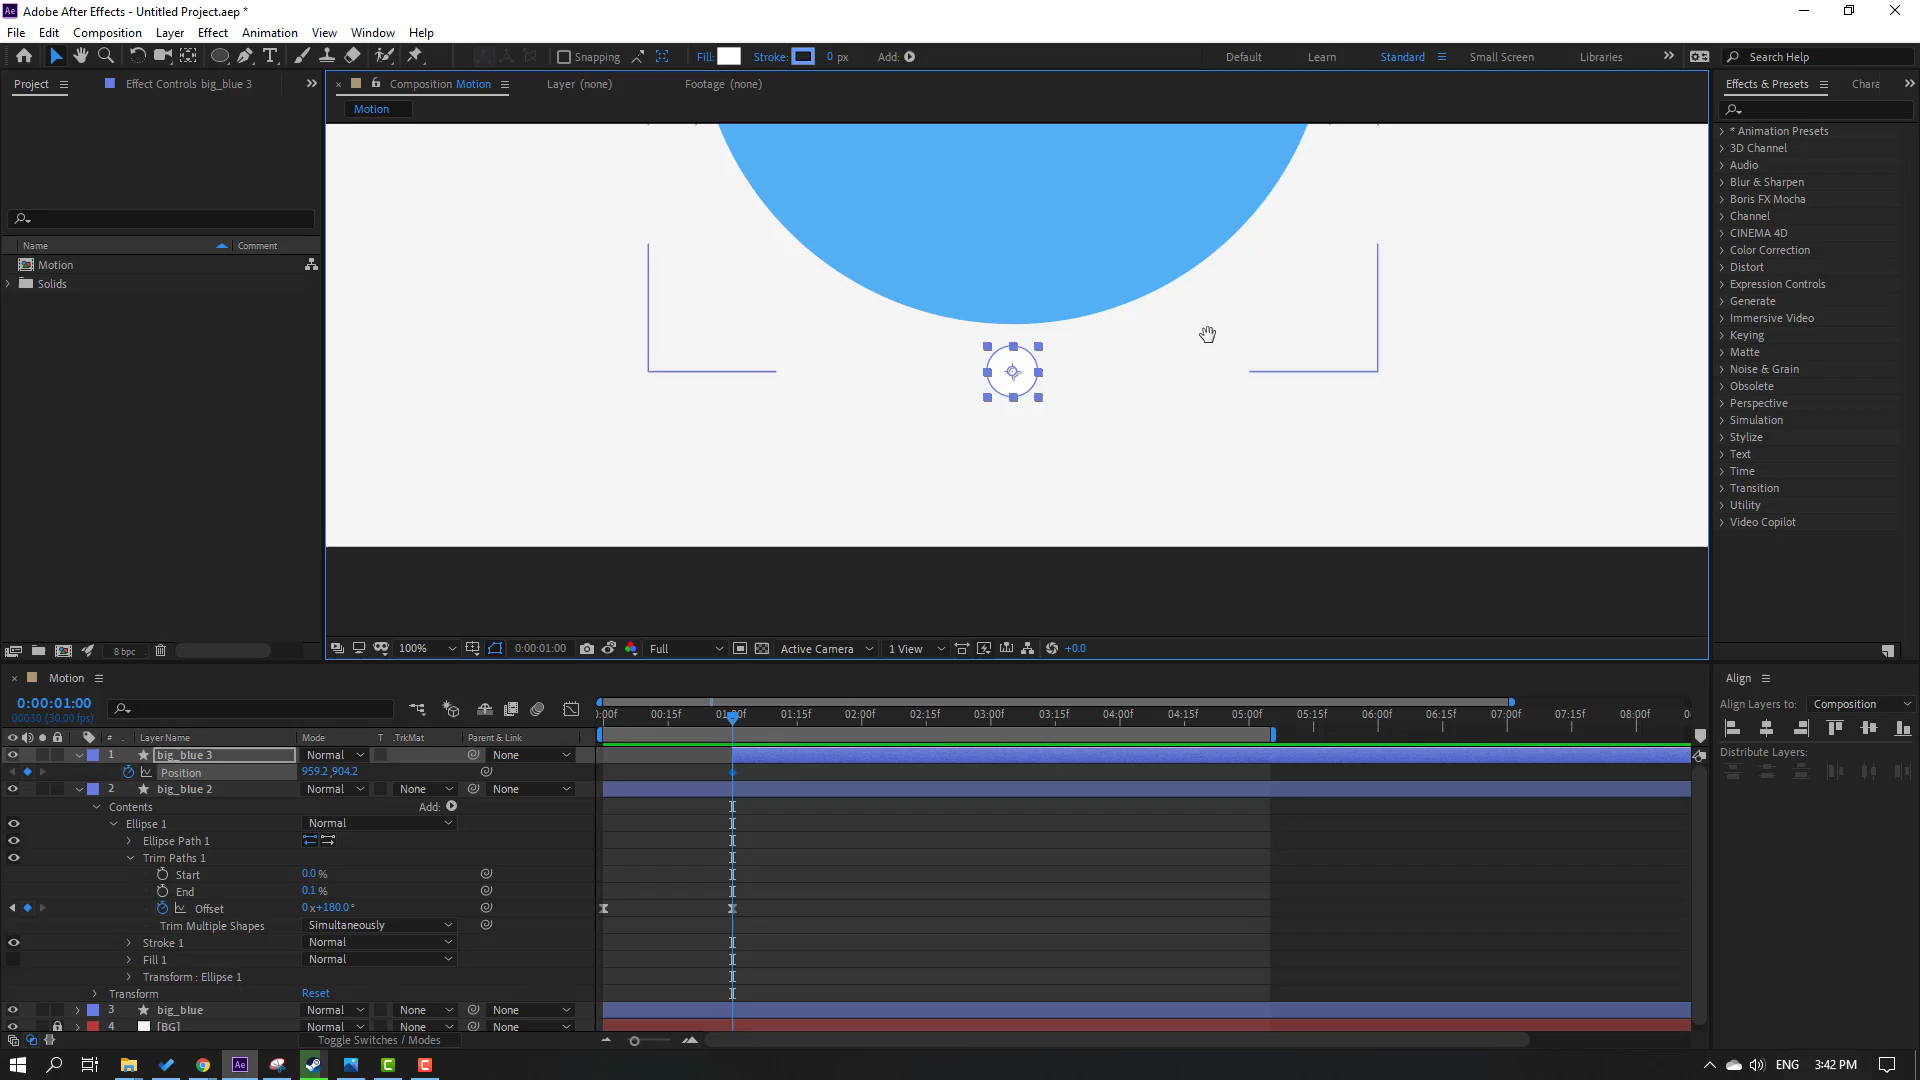 Adobe After Effects - Untitled Project.aep *
File Edit Composition Layer Effect Animation View Window Help
Snapping Fill: Stroke: 0 px Add: Default Learn Standard Small Screen Libraries Search Help
Project Effect Controls big_blue 3 Composition Motion Layer (none) Footage (none) Effects & Presets Chara
Motion
* Animation Presets
3D Channel
Audio
Blur & Sharpen
Boris FX Mocha
Channel
CINEMA 4D
Color Correction
Distort
Expression Controls
Generate
Immersive Video
Keying
Matte
Noise & Grain
Obsolete
Perspective
Simulation
Stylize
Text
Time
Transition
Utility
Video Copilot
Name Comment
Motion
Solids
8 bpc 100% 0:00:01:00 Full Active Camera 1 View +0.0
Motion
0:00:01:00
00030 (30.00 fps)
:00f 00:15f 01:00f 01:15f 02:00f 02:15f 03:00f 03:15f 04:00f 04:15f 05:00f 05:15f 06:00f 06:15f 07:00f 07:15f 08:00f 0
# Layer Name Mode T .TrkMat Parent & Link
1 big_blue 3 Normal None
Position 959.2,904.2
2 big_blue 2 Normal None None
Contents Add:
Ellipse 1 Normal
Ellipse Path 1
Trim Paths 1
Start 0.0%
End 0.1%
Offset 0x+180.0°
Trim Multiple Shapes Simultaneously
Stroke 1 Normal
Fill 1 Normal
Transform : Ellipse 1
Transform Reset
3 big_blue Normal None None
4 [BG] Normal None None
Toggle Switches / Modes
Align
Align Layers to: Composition
Distribute Layers:
Ae ENG 3:42 PM